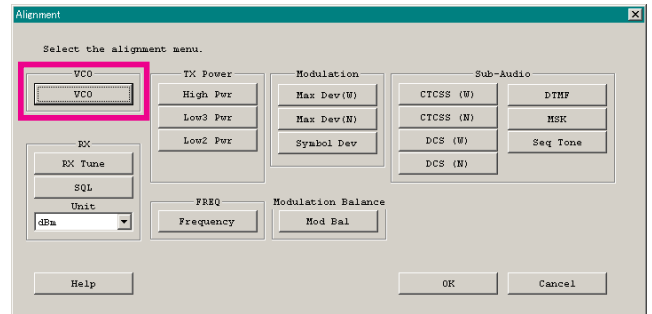 Alignment
Select the alignment menu.
VCO
VCO
TX Power
High Pwr
Low3 Pwr
Low2 Pwr
Modulation
Max Dev(W)
Max Dev(N)
Symbol Dev
Sub-Audio
CTCSS (W)
CTCSS (N)
DCS (W)
DCS (N)
DTMF
MSK
Seq Tone
RX
RX Tune
SQL
Unit
dBm
FREQ
Frequency
Modulation Balance
Mod Bal
Help
OK
Cancel